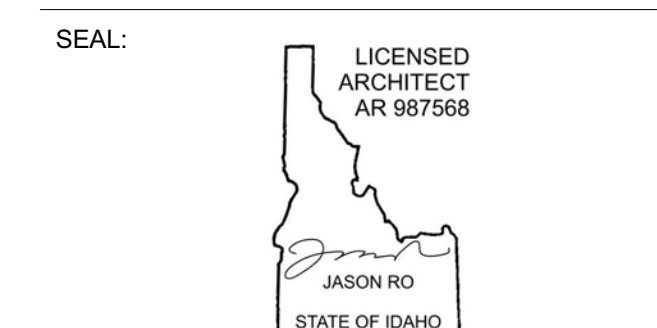 SEAL:
LICENSED
ARCHITECT
AR 987568
JASON RO
STATE OF IDAHO